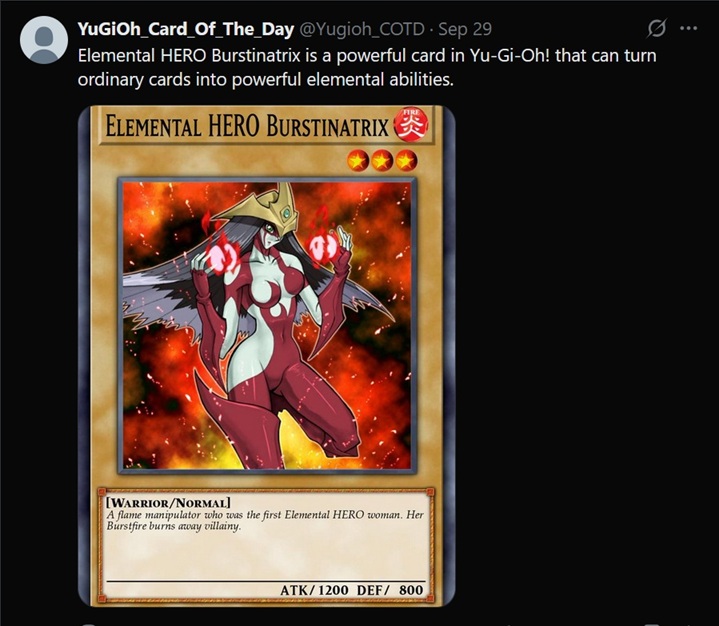 YuGiOh_Card_Of_The_Day @Yugioh_COTD · Sep 29
Elemental HERO Burstinatrix is a powerful card in Yu-Gi-Oh! that can turn
ordinary cards into powerful elemental abilities.
ELEMENTAL HERO BURSTINATRIX
FIRE
炎
[WARRIOR/NORMAL]
A flame manipulator who was the first Elemental HERO woman. Her
Burstfire burns away villainy.
ATK/ 1200 DEF/ 800